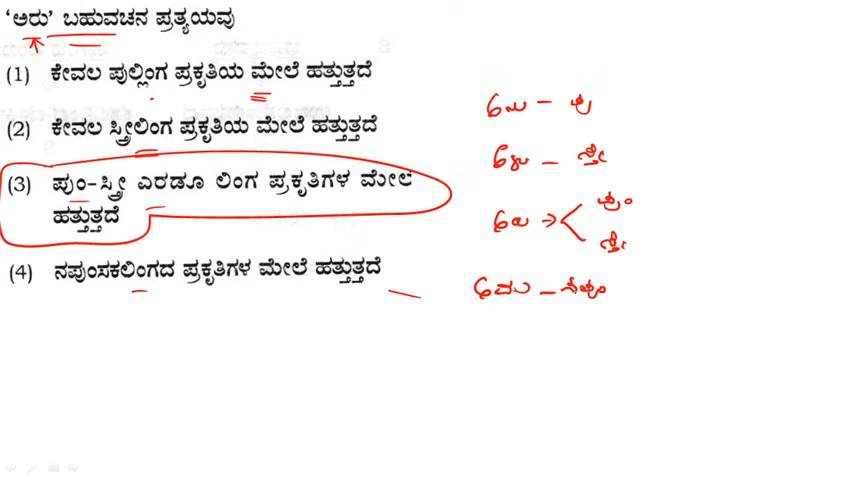 ‘ಅರು’ ಬಹುವಚನ ಪ್ರತ್ಯಯವು
(1) ಕೇವಲ ಪುಲ್ಲಿಂಗ ಪ್ರಕೃತಿಯ ಮೇಲೆ ಹತ್ತುತ್ತದೆ
(2) ಕೇವಲ ಸ್ತ್ರೀಲಿಂಗ ಪ್ರಕೃತಿಯ ಮೇಲೆ ಹತ್ತುತ್ತದೆ
(3) ಪುಂ-ಸ್ತ್ರೀ ಎರಡೂ ಲಿಂಗ ಪ್ರಕೃತಿಗಳ ಮೇಲೆ
ಹತ್ತುತ್ತದೆ
(4) ನಪುಂಸಕಲಿಂಗದ ಪ್ರಕೃತಿಗಳ ಮೇಲೆ ಹತ್ತುತ್ತದೆ